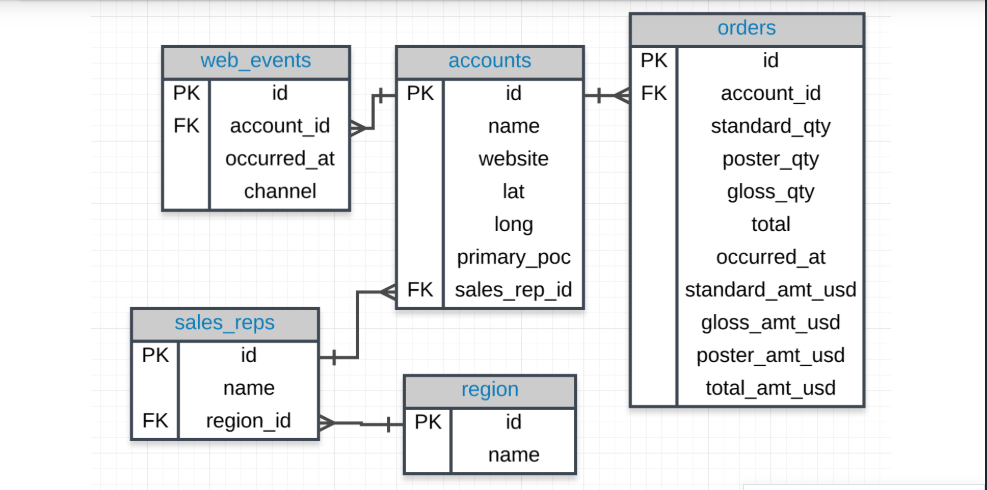 web_events
PK id
FK account_id
occurred_at
channel
accounts
PK id
name
website
lat
long
primary_poc
FK sales_rep_id
orders
PK id
FK account_id
standard_qty
poster_qty
gloss_qty
total
occurred_at
standard_amt_usd
gloss_amt_usd
poster_amt_usd
total_amt_usd
sales_reps
PK id
name
FK region_id
region
PK id
name